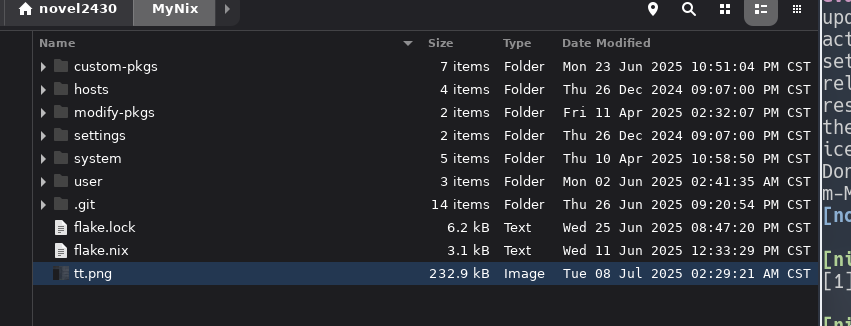 novel2430 MyNix
Name Size Type Date Modified
custom-pkgs 7 items Folder Mon 23 Jun 2025 10:51:04 PM CST
hosts 4 items Folder Thu 26 Dec 2024 09:07:00 PM CST
modify-pkgs 2 items Folder Fri 11 Apr 2025 02:32:07 PM CST
settings 2 items Folder Thu 26 Dec 2024 09:07:00 PM CST
system 5 items Folder Thu 10 Apr 2025 10:58:50 PM CST
user 3 items Folder Mon 02 Jun 2025 02:41:35 AM CST
.git 14 items Folder Thu 26 Jun 2025 09:20:54 PM CST
flake.lock 6.2 kB Text Wed 25 Jun 2025 08:47:20 PM CST
flake.nix 3.1 kB Text Wed 11 Jun 2025 12:33:29 PM CST
tt.png 232.9 kB Image Tue 08 Jul 2025 02:29:21 AM CST
upd
act
set
rel
res
the
ice
Don
m-M
[no
[ni
[1]